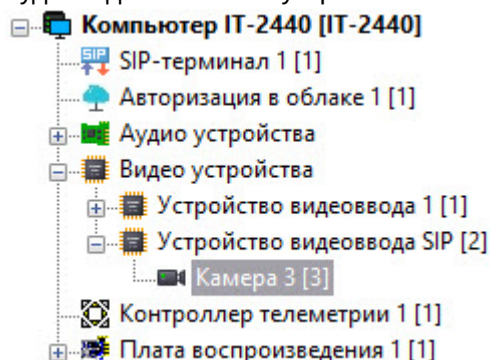 Компьютер IT-2440 [IT-2440]
SIP-терминал 1 [1]
Авторизация в облаке 1 [1]
Аудио устройства
Видео устройства
Устройство видеоввода 1 [1]
Устройство видеоввода SIP [2]
Камера 3 [3]
Контроллер телеметрии 1 [1]
Плата воспроизведения 1 [1]